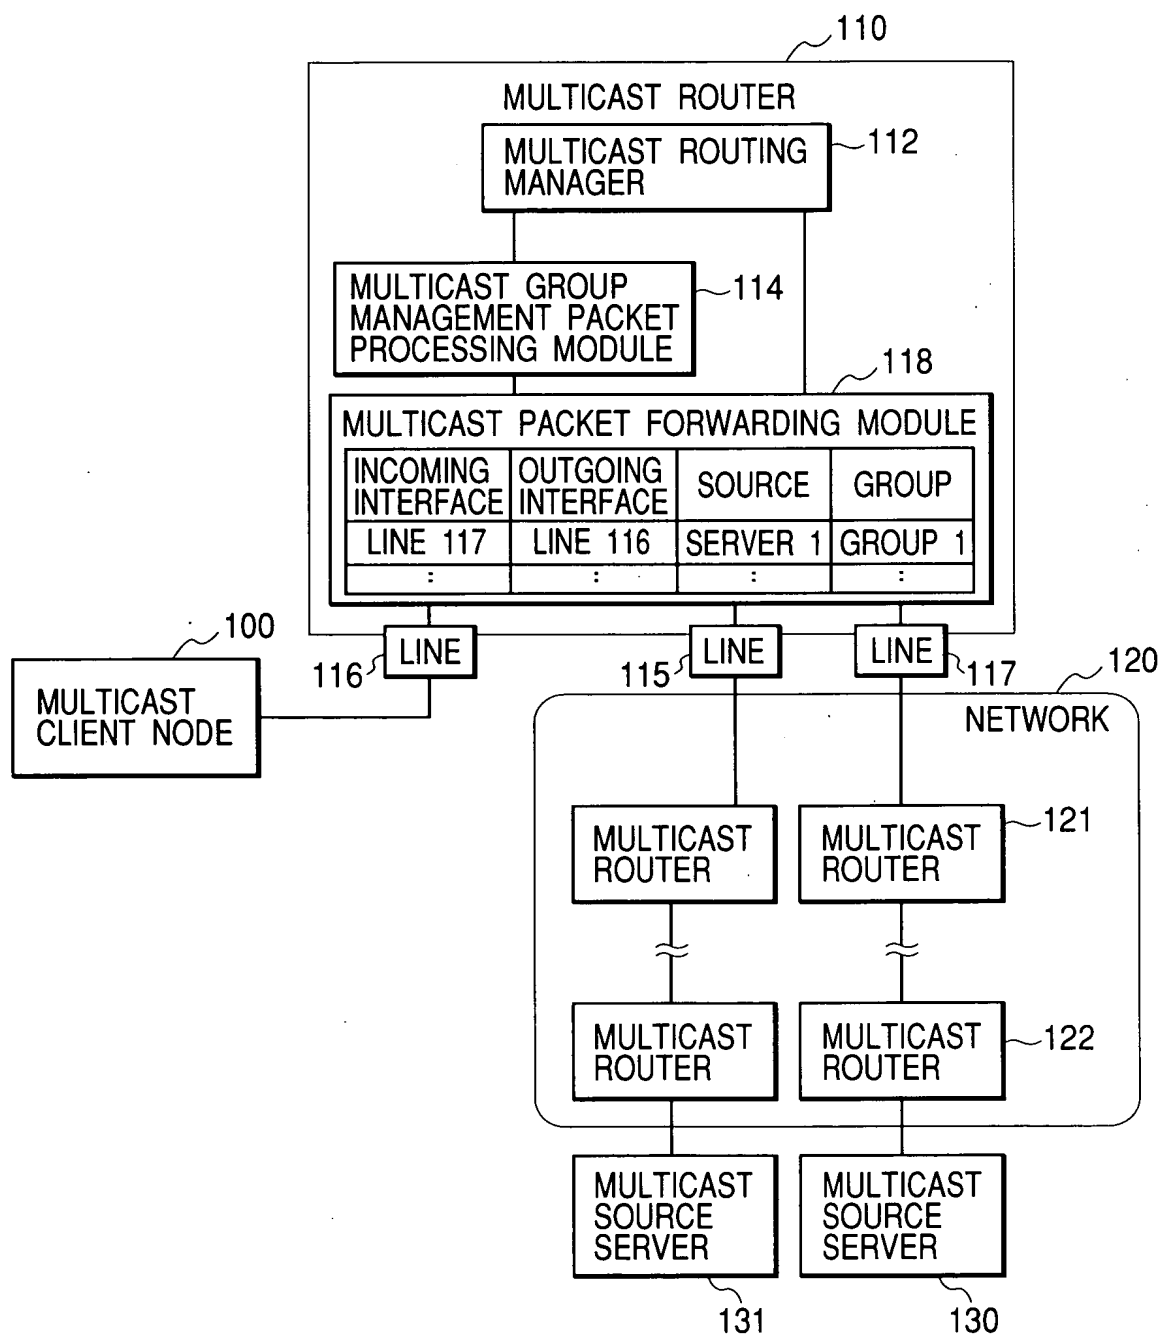 110
MULTICAST ROUTER
MULTICAST ROUTING
MANAGER
112
MULTICAST GROUP
MANAGEMENT PACKET
PROCESSING MODULE
114
118
MULTICAST PACKET FORWARDING MODULE
INCOMING
INTERFACE
OUTGOING
INTERFACE
SOURCE
GROUP
LINE 117
LINE 116
SERVER 1
GROUP 1
:
:
:
:
100
MULTICAST
CLIENT NODE
116
LINE
115
LINE
LINE
117
120
NETWORK
MULTICAST
ROUTER
MULTICAST
ROUTER
121
MULTICAST
ROUTER
MULTICAST
ROUTER
122
MULTICAST
SOURCE
SERVER
MULTICAST
SOURCE
SERVER
131
130